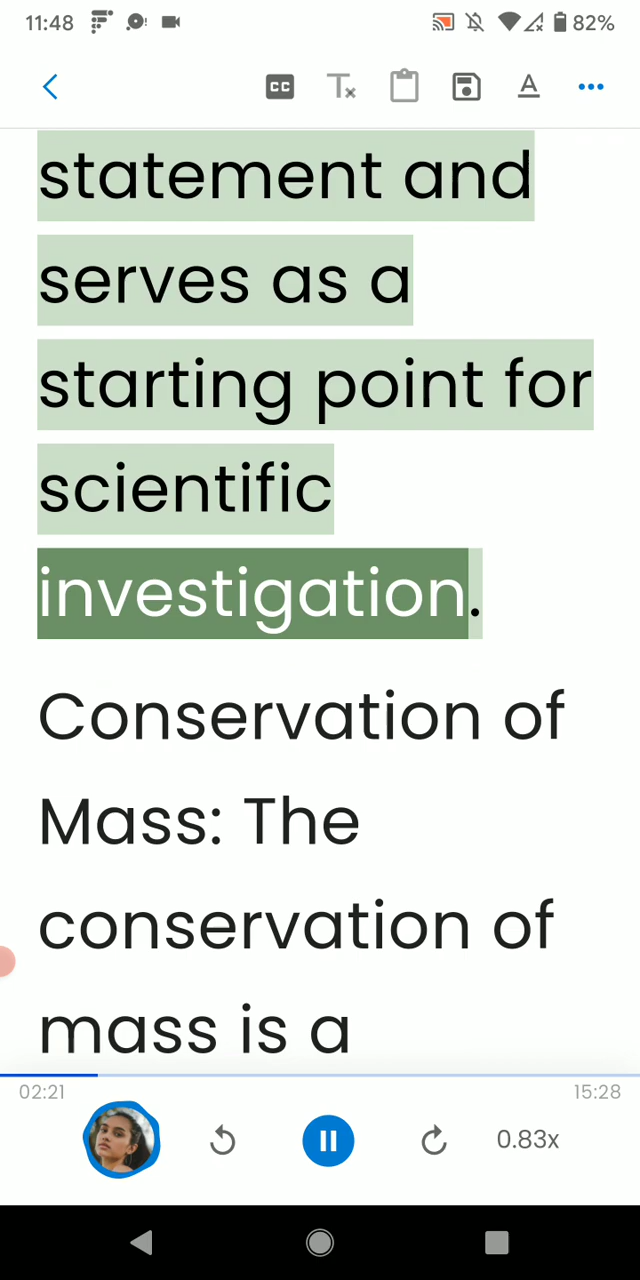 11:48
82%
CC
statement and
serves as a
starting point for
scientific
investigation.
Conservation of
Mass: The
conservation of
mass is a
02:21
15:28
0.83x